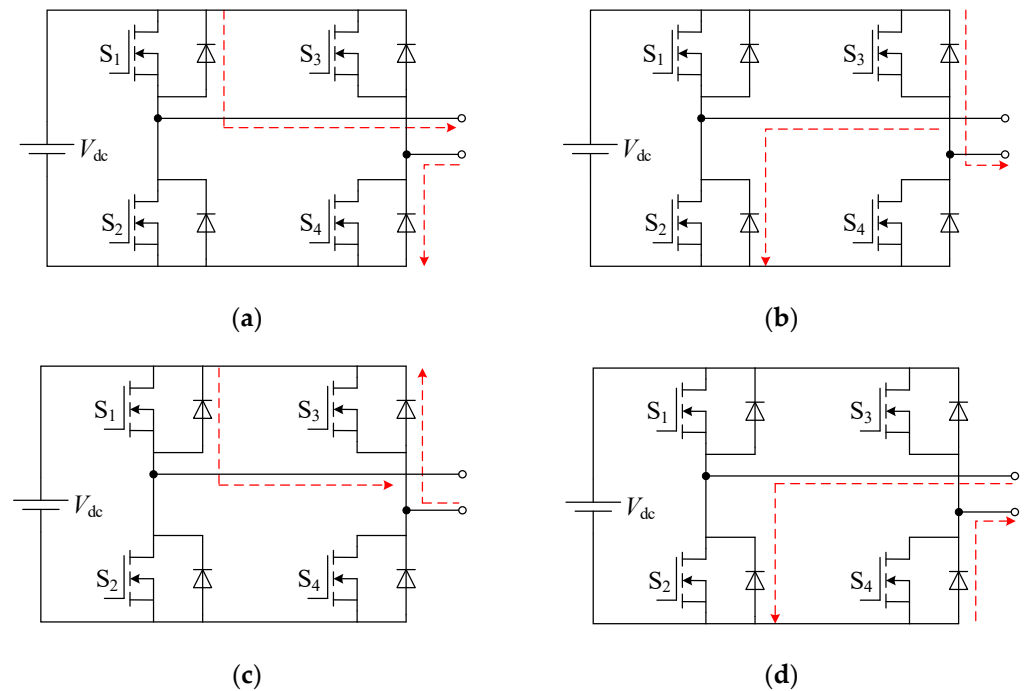 S1 S3
Vdc
S2 S4
(a)
S1 S3
Vdc
S2 S4
(b)
S1 S3
Vdc
S2 S4
(c)
S1 S3
Vdc
S2 S4
(d)